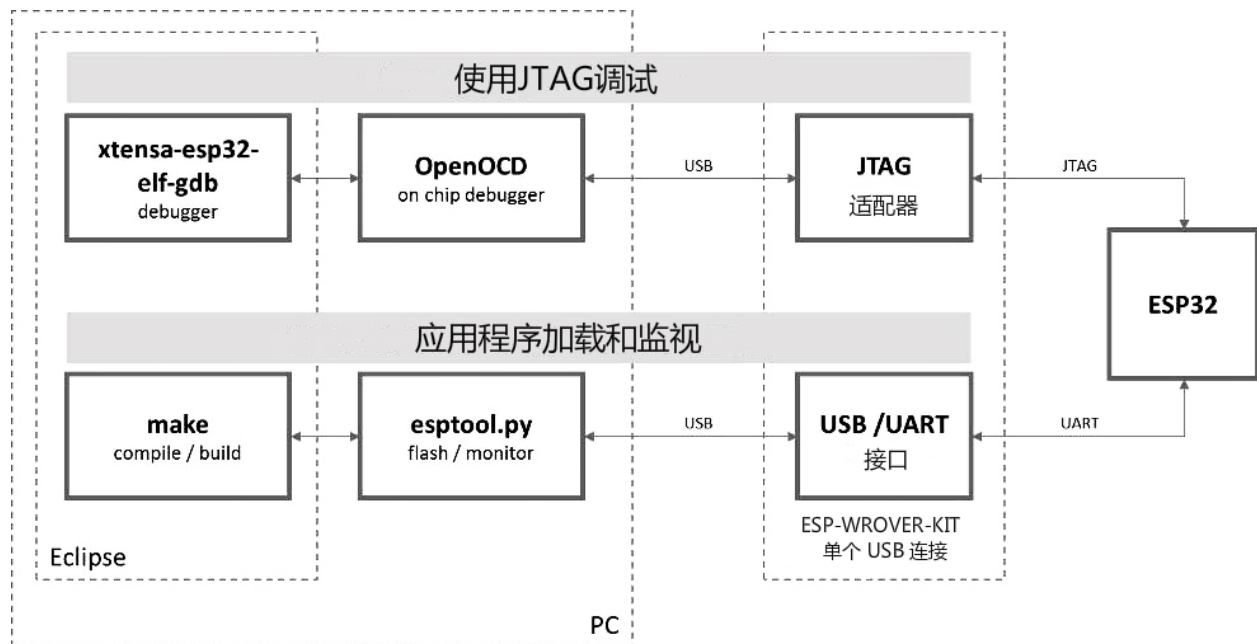 使用JTAG调试
xtensa-esp32-
elf-gdb
debugger
OpenOCD
on chip debugger
USB
JTAG
适配器
JTAG
ESP32
应用程序加载和监视
make
compile / build
esptool.py
flash / monitor
USB
USB /UART
接口
UART
ESP-WROVER-KIT
单个 USB 连接
Eclipse
PC